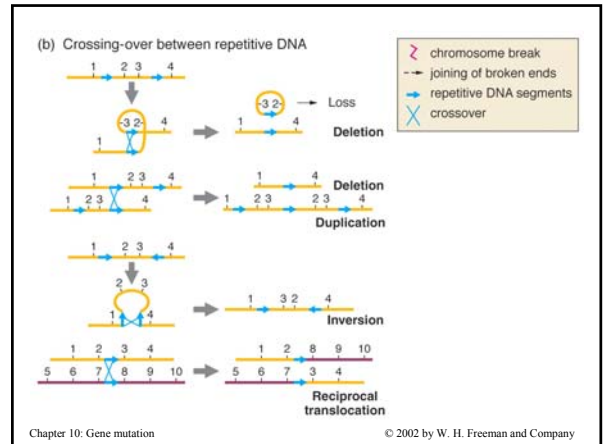 (b) Crossing-over between repetitive DNA
chromosome break
joining of broken ends
repetitive DNA segments
crossover
1 2 3 4
3 2
4
1
3 2
Loss
1 4
Deletion
1 2 3 4
1 2 3 4
1 4
Deletion
1 2 3 2 3 4
Duplication
1 2 3 4
2 3
1 4
1 3 2 4
Inversion
1 2 3 4
5 6 7 8 9 10
1 2 8 9 10
5 6 7 3 4
Reciprocal
translocation
Chapter 10: Gene mutation
© 2002 by W. H. Freeman and Company